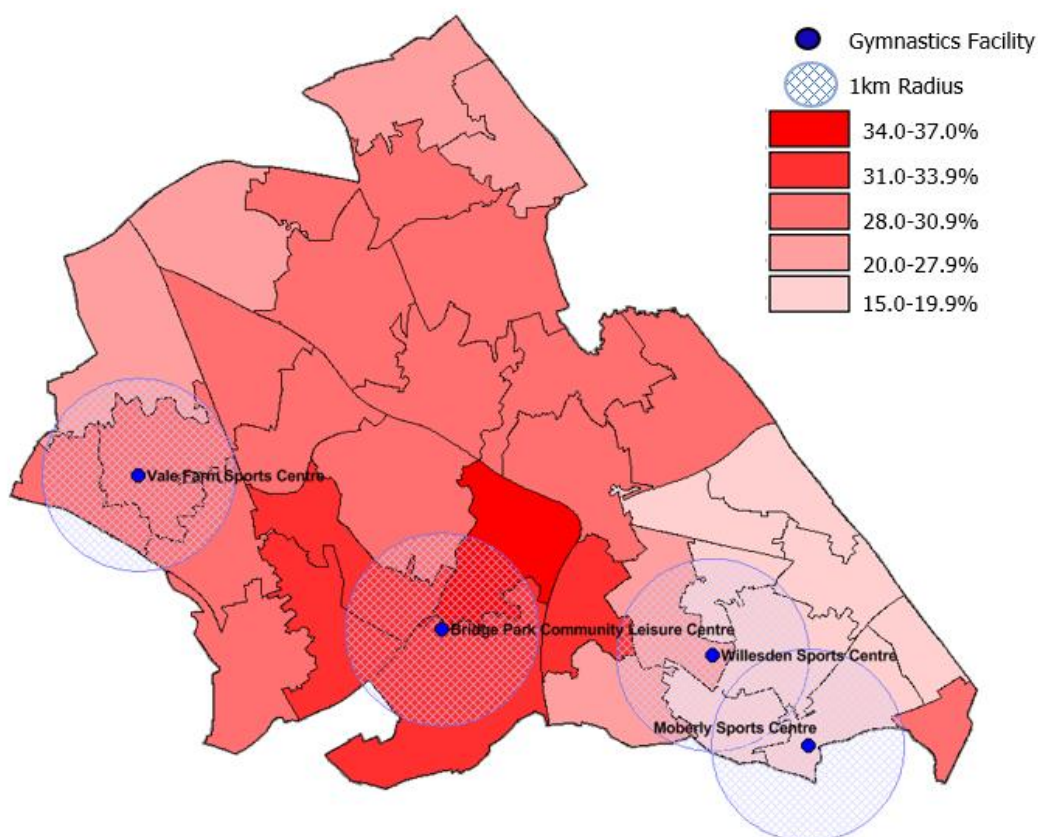 Gymnastics Facility
1km Radius
34.0-37.0%
31.0-33.9%
28.0-30.9%
20.0-27.9%
15.0-19.9%
Vale Farm Sports Centre
Bridge Park Community Leisure Centre
Willesden Sports Centre
Moberly Sports Centre